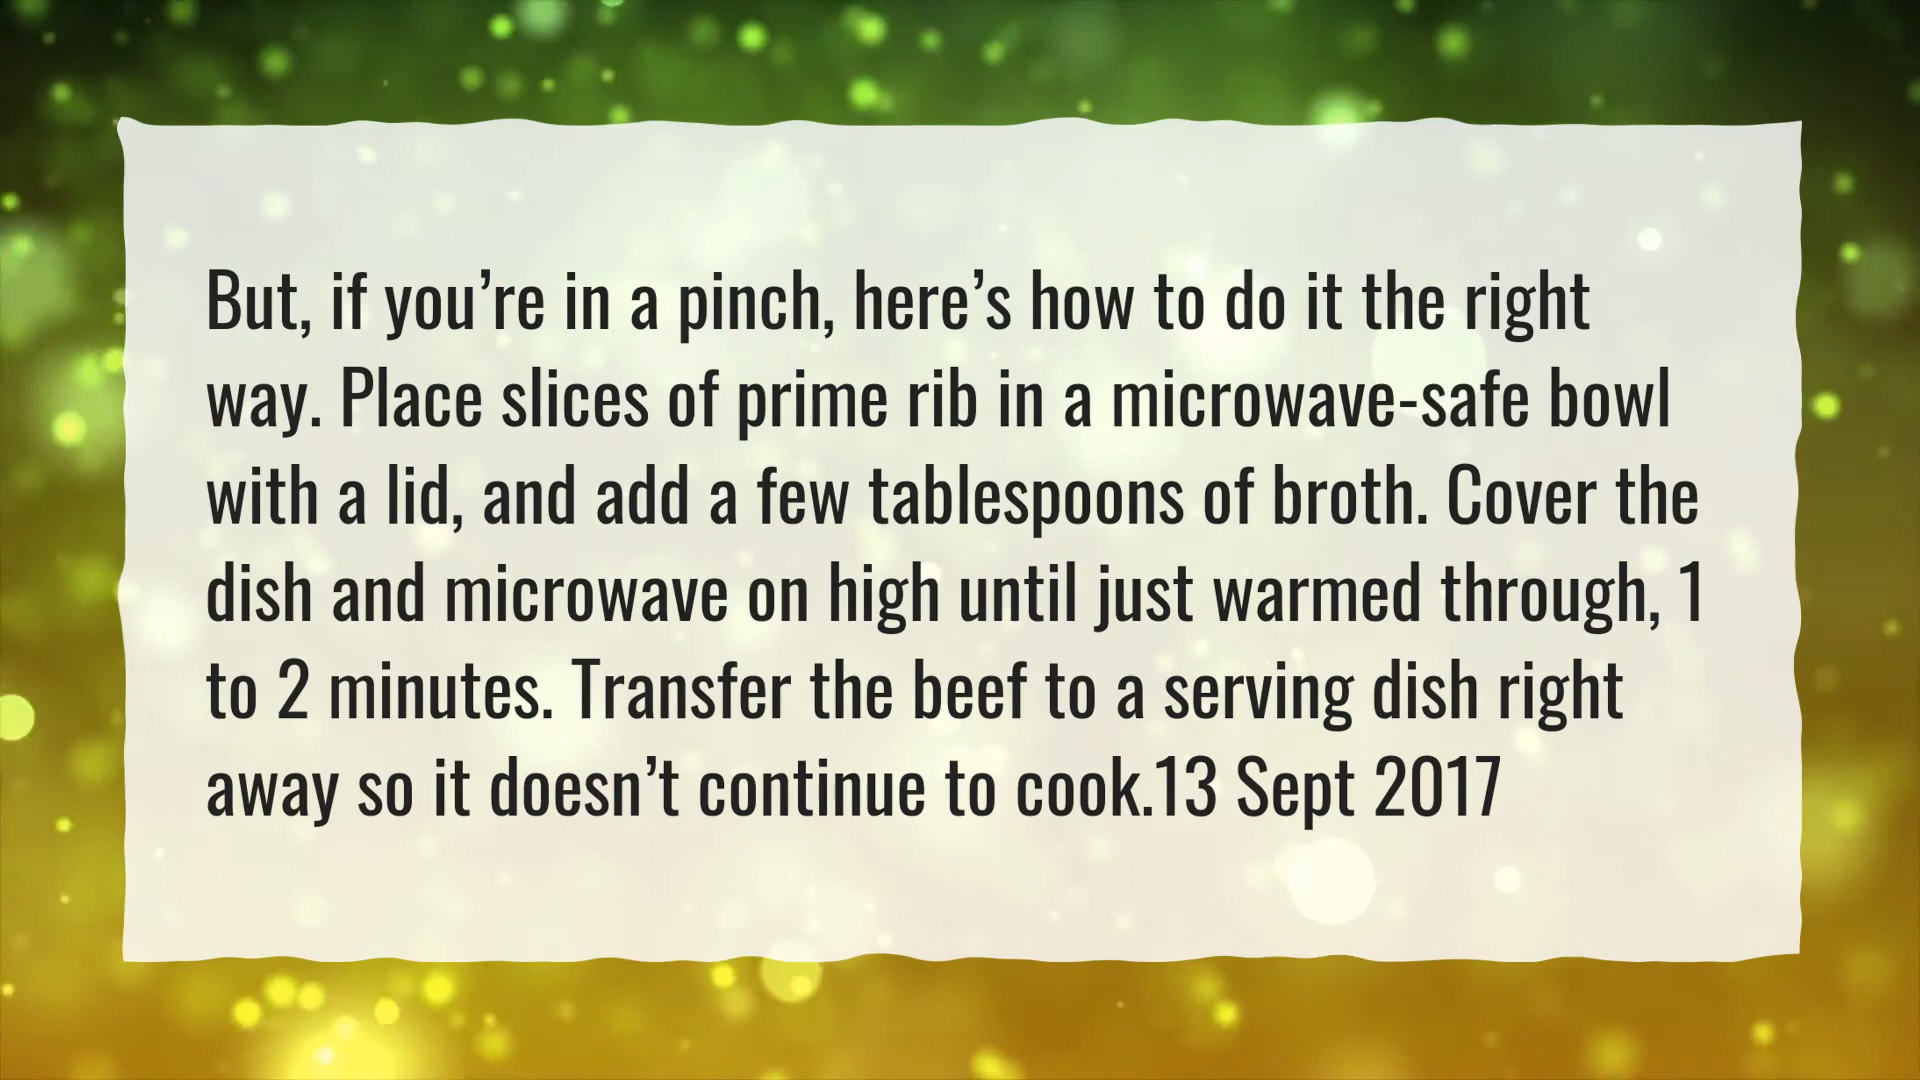 But, if you’re in a pinch, here’s how to do it the right
way. Place slices of prime rib in a microwave-safe bowl
with a lid, and add a few tablespoons of broth. Cover the
dish and microwave on high until just warmed through, 1
to 2 minutes. Transfer the beef to a serving dish right
away so it doesn’t continue to cook.13 Sept 2017